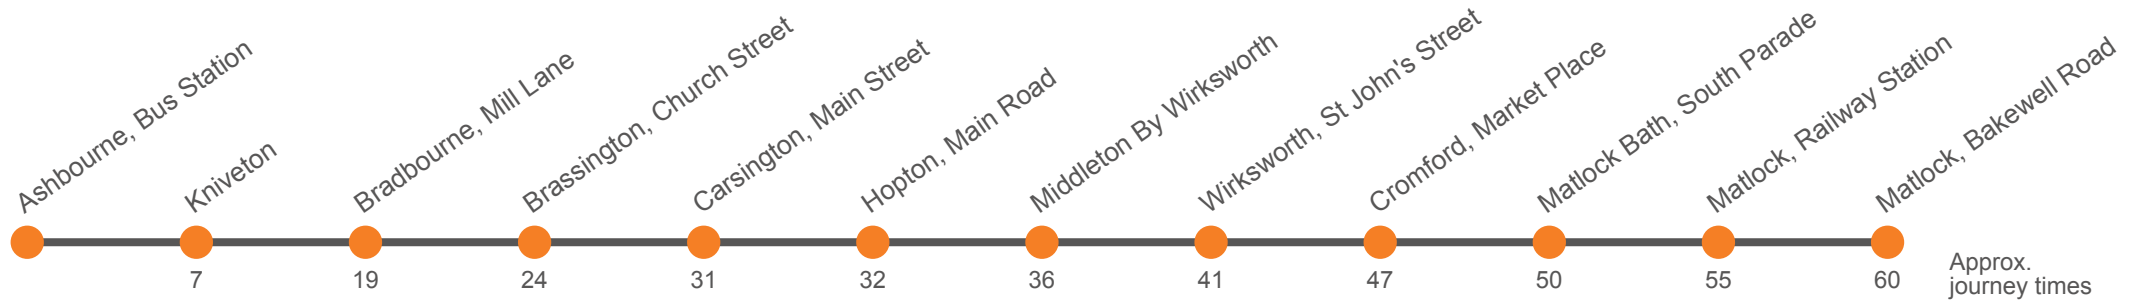 Ashbourne, Bus Station
Kniveton
Bradbourne, Mill Lane
Brassington, Church Street
Carsington, Main Street
Hopton, Main Road
Middleton By Wirksworth
Wirksworth, St John's Street
Cromford, Market Place
Matlock Bath, South Parade
Matlock, Railway Station
Matlock, Bakewell Road
7
19
24
31
32
36
41
47
50
55
60
Approx.
journey times